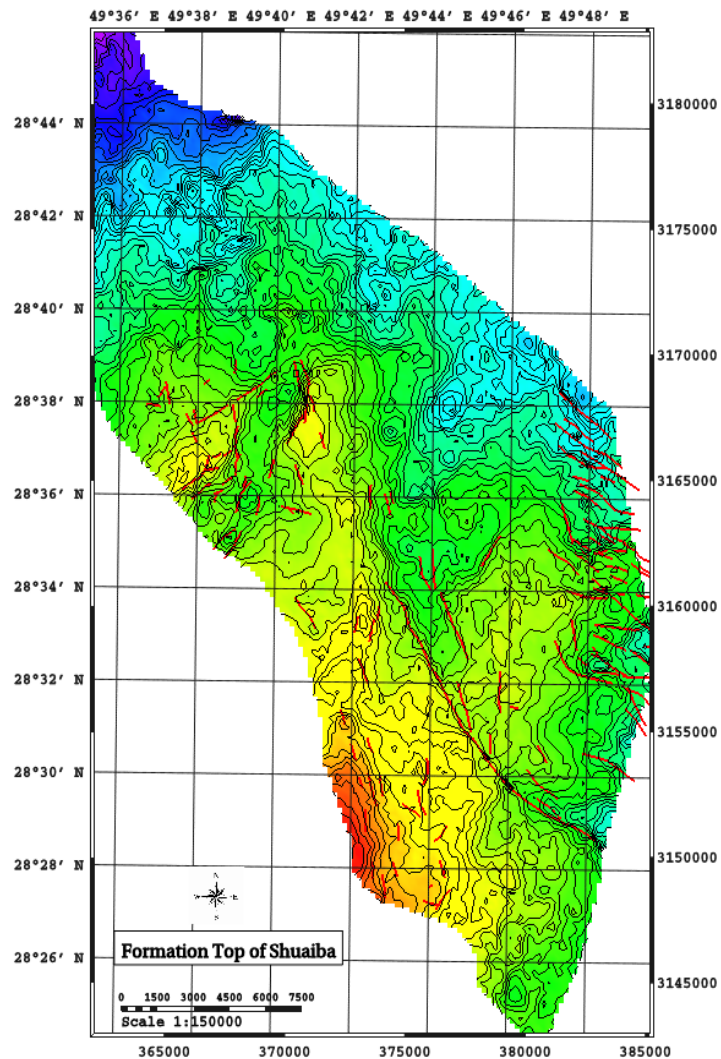 49°36′ E 49°38′ E 49°40′ E 49°42′ E 49°44′ E 49°46′ E 49°48′ E
28°44′ N
28°42′ N
28°40′ N
28°38′ N
28°36′ N
28°34′ N
28°32′ N
28°30′ N
28°28′ N
28°26′ N
3180000
3175000
3170000
3165000
3160000
3155000
3150000
3145000
N
W E
S
Formation Top of Shuaiba
0 1500 3000 4500 6000 7500
Scale 1:150000
365000 370000 375000 380000 385000